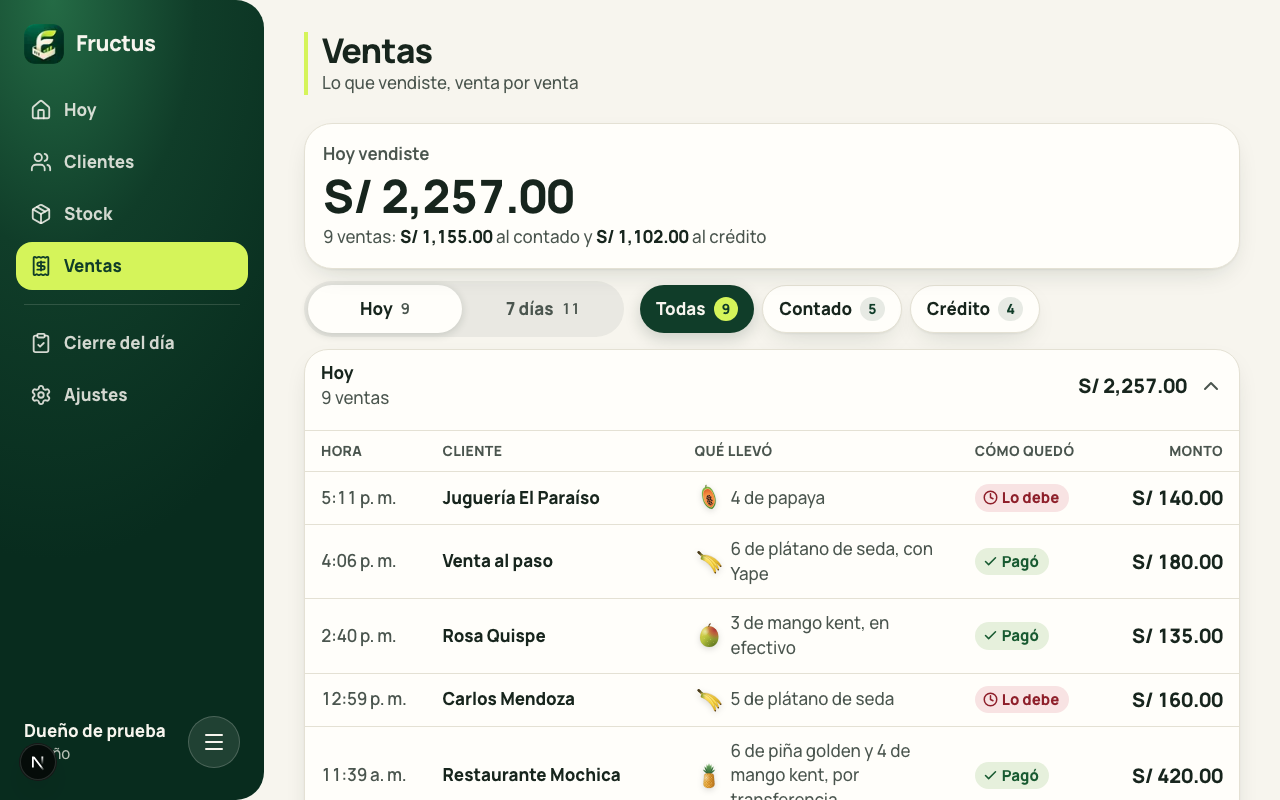 Fructus
Hoy
Clientes
Stock
Ventas
Cierre del día
Ajustes
Dueño de prueba
N
Ventas
Lo que vendiste, venta por venta
Hoy vendiste
S/ 2,257.00
9 ventas: S/ 1,155.00 al contado y S/ 1,102.00 al crédito
Hoy 9
7 días 11
Todas 9
Contado 5
Crédito 4
Hoy
9 ventas
S/ 2,257.00
HORA CLIENTE QUÉ LLEVÓ CÓMO QUEDÓ MONTO
5:11 p. m. Juguería El Paraíso 4 de papaya Lo debe S/ 140.00
4:06 p. m. Venta al paso 6 de plátano de seda, con
Yape
Pagó S/ 180.00
2:40 p. m. Rosa Quispe 3 de mango kent, en
efectivo
Pagó S/ 135.00
12:59 p. m. Carlos Mendoza 5 de plátano de seda Lo debe S/ 160.00
11:39 a. m. Restaurante Mochica 6 de piña golden y 4 de
mango kent, por
transferencia
Pagó S/ 420.00